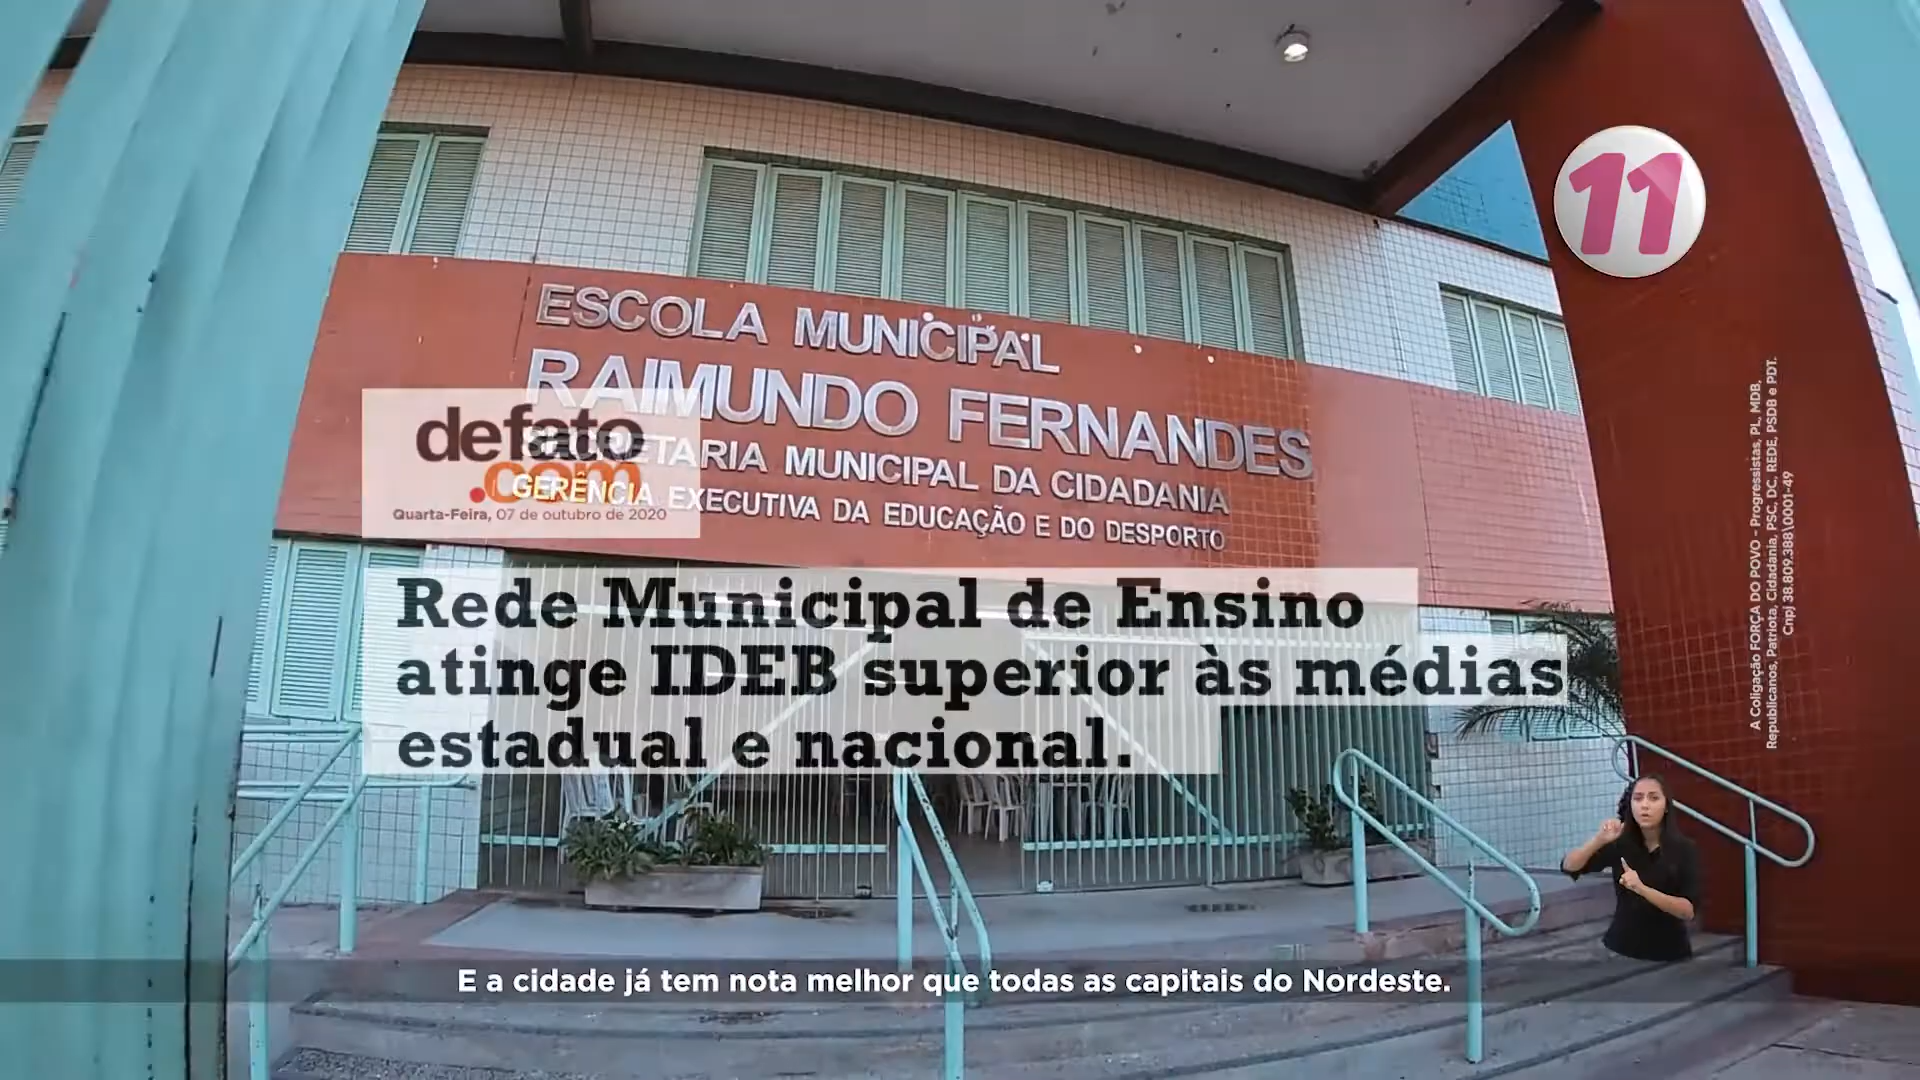 11
ESCOLA MUNICIPAL
RAIMUNDO FERNANDES
SECRETARIA MUNICIPAL DA CIDADANIA
GERÊNCIA EXECUTIVA DA EDUCAÇÃO E DO DESPORTO
defato
.com
Quarta-Feira, 07 de outubro de 2020
Rede Municipal de Ensino
atinge IDEB superior às médias
estadual e nacional.
A Coligação FORÇA DO POVO - Progressistas, PL, MDB,
Republicanos, Patriota, Cidadania, PSC, DC, REDE, PSDB e PDT.
Cnpj 38.809.388\0001-49
E a cidade já tem nota melhor que todas as capitais do Nordeste.